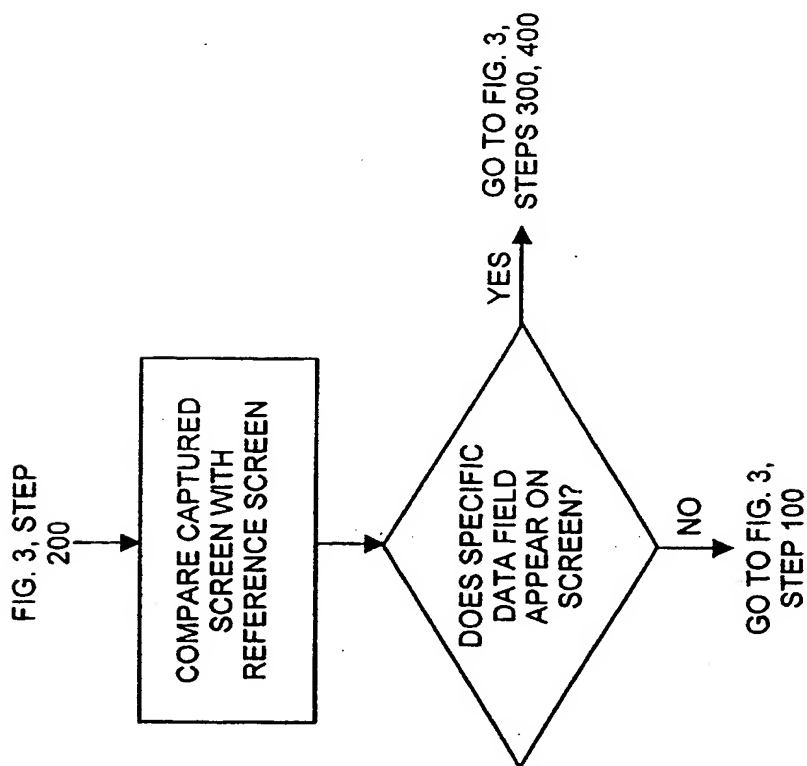 FIG. 3, STEP
200
COMPARE CAPTURED
SCREEN WITH
REFERENCE SCREEN
DOES SPECIFIC
DATA FIELD
APPEAR ON
SCREEN?
YES
GO TO FIG. 3,
STEPS 300, 400
NO
GO TO FIG. 3,
STEP 100